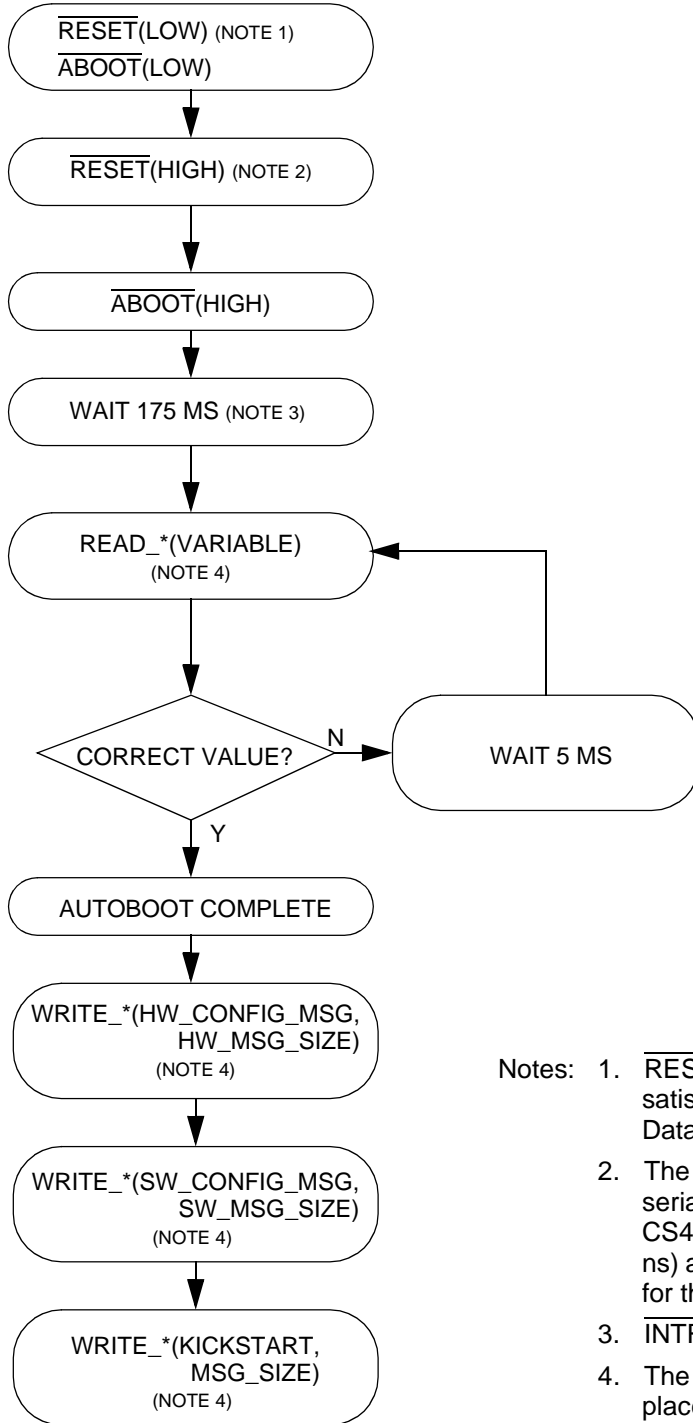 RESET(LOW) (NOTE 1)
ABOOT(LOW)
RESET(HIGH) (NOTE 2)
ABOOT(HIGH)
WAIT 175 MS (NOTE 3)
READ_*(VARIABLE)
(NOTE 4)
CORRECT VALUE?
N
WAIT 5 MS
Y
AUTOBOOT COMPLETE
WRITE_*(HW_CONFIG_MSG,
HW_MSG_SIZE)
(NOTE 4)
WRITE_*(SW_CONFIG_MSG,
SW_MSG_SIZE)
(NOTE 4)
WRITE_*(KICKSTART,
MSG_SIZE)
(NOTE 4)
Notes: 1.
satis
Data
2. The
seria
CS4
ns) a
for th
3.
4. The
place